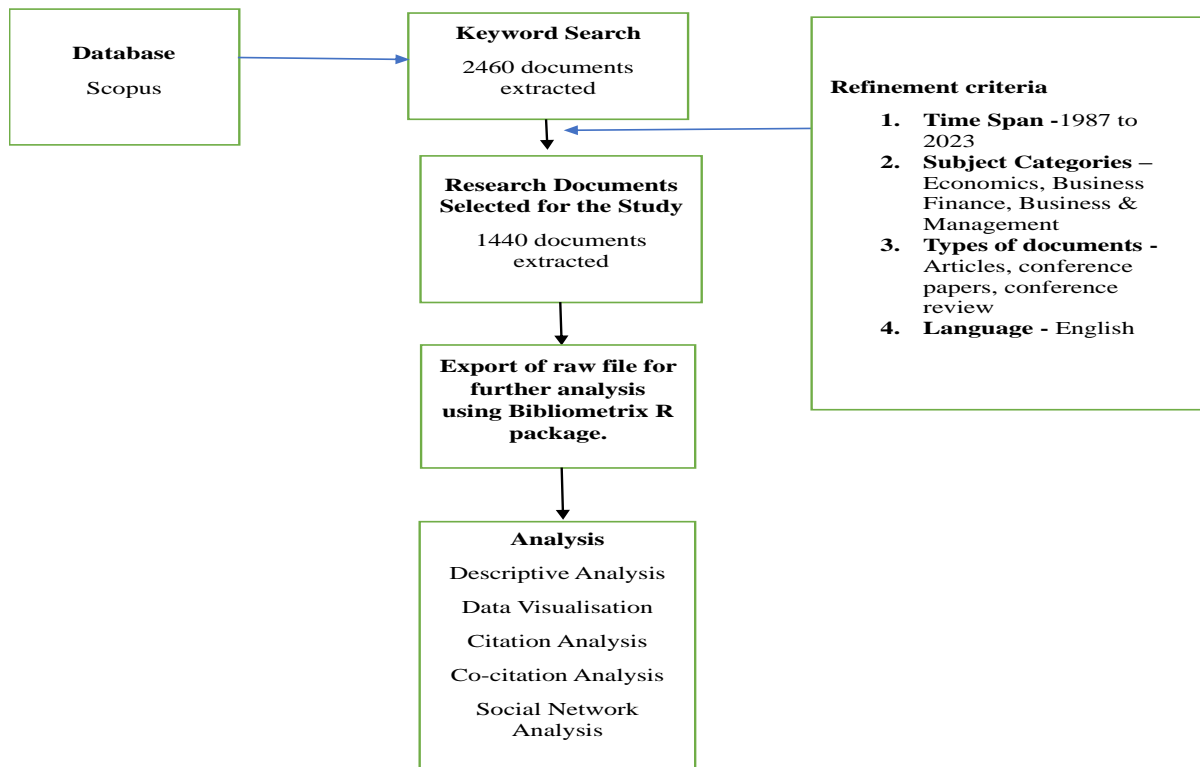 Database
Scopus
Keyword Search
2460 documents
extracted
Refinement criteria
1. Time Span -1987 to
2023
2. Subject Categories –
Economics, Business
Finance, Business &
Management
3. Types of documents -
Articles, conference
papers, conference
review
4. Language - English
Research Documents
Selected for the Study
1440 documents
extracted
Export of raw file for
further analysis
using Bibliometrix R
package.
Analysis
Descriptive Analysis
Data Visualisation
Citation Analysis
Co-citation Analysis
Social Network
Analysis